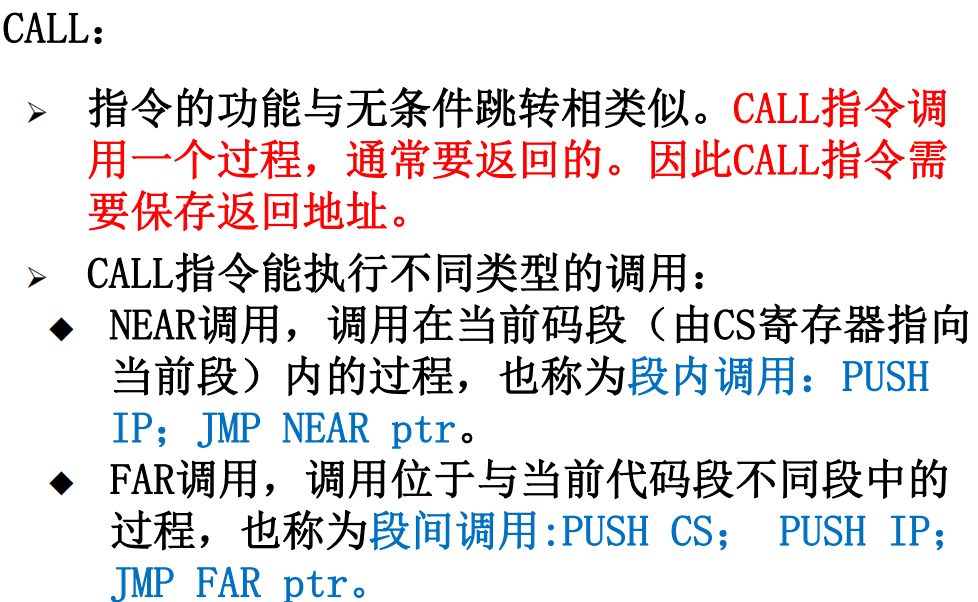 CALL：
➢ 指令的功能与无条件跳转相类似。CALL指令调
用一个过程，通常要返回的。因此CALL指令需
要保存返回地址。
➢ CALL指令能执行不同类型的调用：
◆ NEAR调用，调用在当前码段（由CS寄存器指向
当前段）内的过程，也称为段内调用：PUSH
IP；JMP NEAR ptr。
◆ FAR调用，调用位于与当前代码段不同段中的
过程，也称为段间调用:PUSH CS； PUSH IP；
JMP FAR ptr。